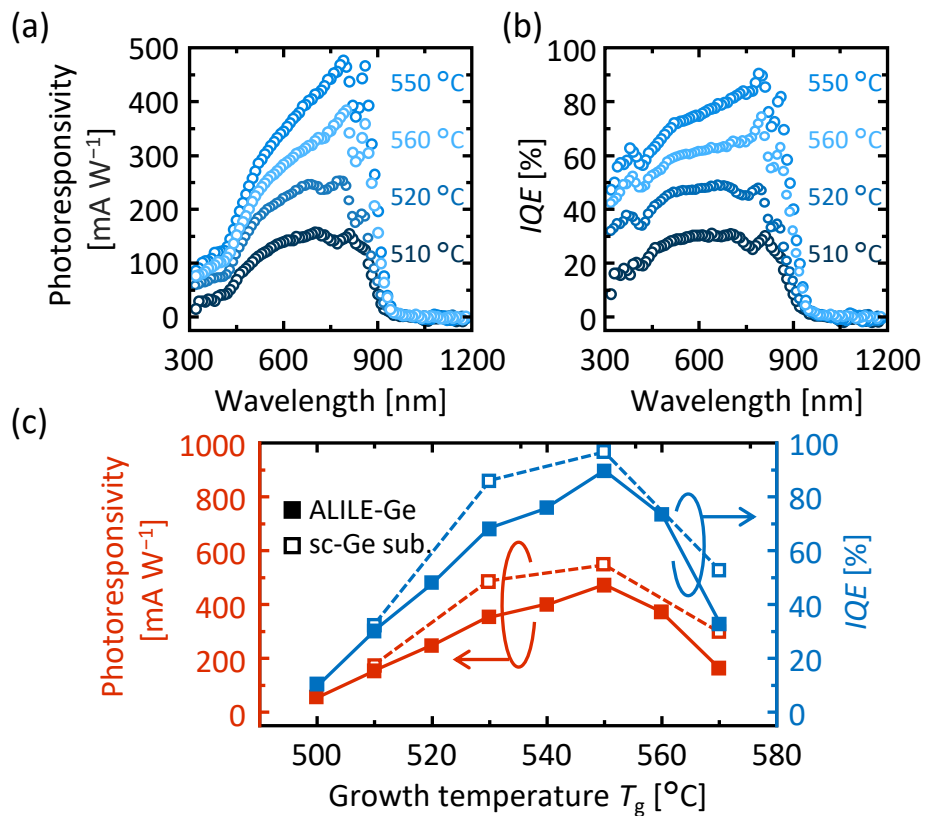 (a)
Photoresponsivity
[mA W⁻¹]
500
400
300
200
100
0
550 °C
560 °C
520 °C
510 °C
300 600 900 1200
Wavelength [nm]
(b)
IQE [%]
100
80
60
40
20
0
550 °C
560 °C
520 °C
510 °C
300 600 900 1200
Wavelength [nm]
(c)
Photoresponsivity
[mA W⁻¹]
1000
800
600
400
200
0
ALILE-Ge
sc-Ge sub.
100
80
60
40
20
0
IQE [%]
500 520 540 560 580
Growth temperature Tg [°C]